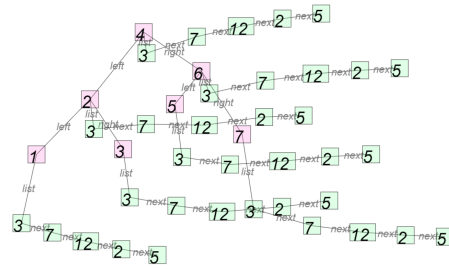 4 list 3 next 7 next 12 next 2 next 5
left right
6 list 3 next 7 next 12 next 2 next 5
left right
2 list 3 next 7 next 12 next 2 next 5
left right
5 list 3 next 7 next 12 next 2 next 5
1 list 3 next 7 next 12 next 2 next 5
3 list 3 next 7 next 12 next 2 next 5
7 list 3 next 7 next 12 next 2 next 5